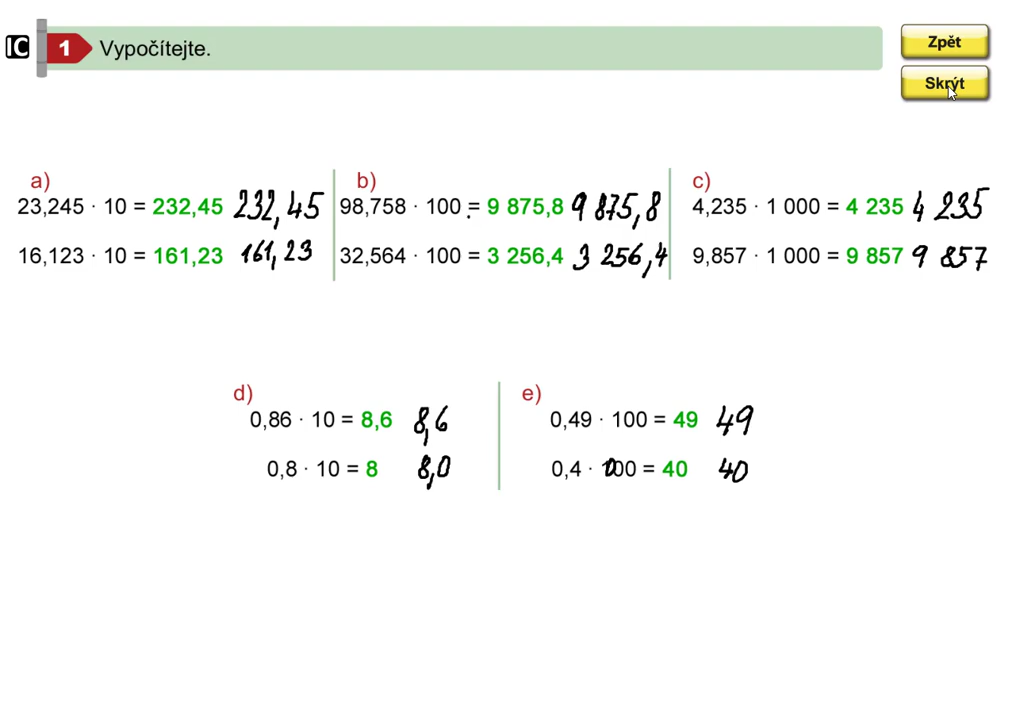 IC 1 Vypočítejte. Zpět
Skrýt
a)
23,245 · 10 = 232,45 232,45
16,123 · 10 = 161,23 161,23
b)
98,758 · 100 = 9 875,8 9 875,8
32,564 · 100 = 3 256,4 3 256,4
c)
4,235 · 1 000 = 4 235 4 235
9,857 · 1 000 = 9 857 9 857
d)
0,86 · 10 = 8,6 8,6
0,8 · 10 = 8 8,0
e)
0,49 · 100 = 49 49
0,4 · 100 = 40 40